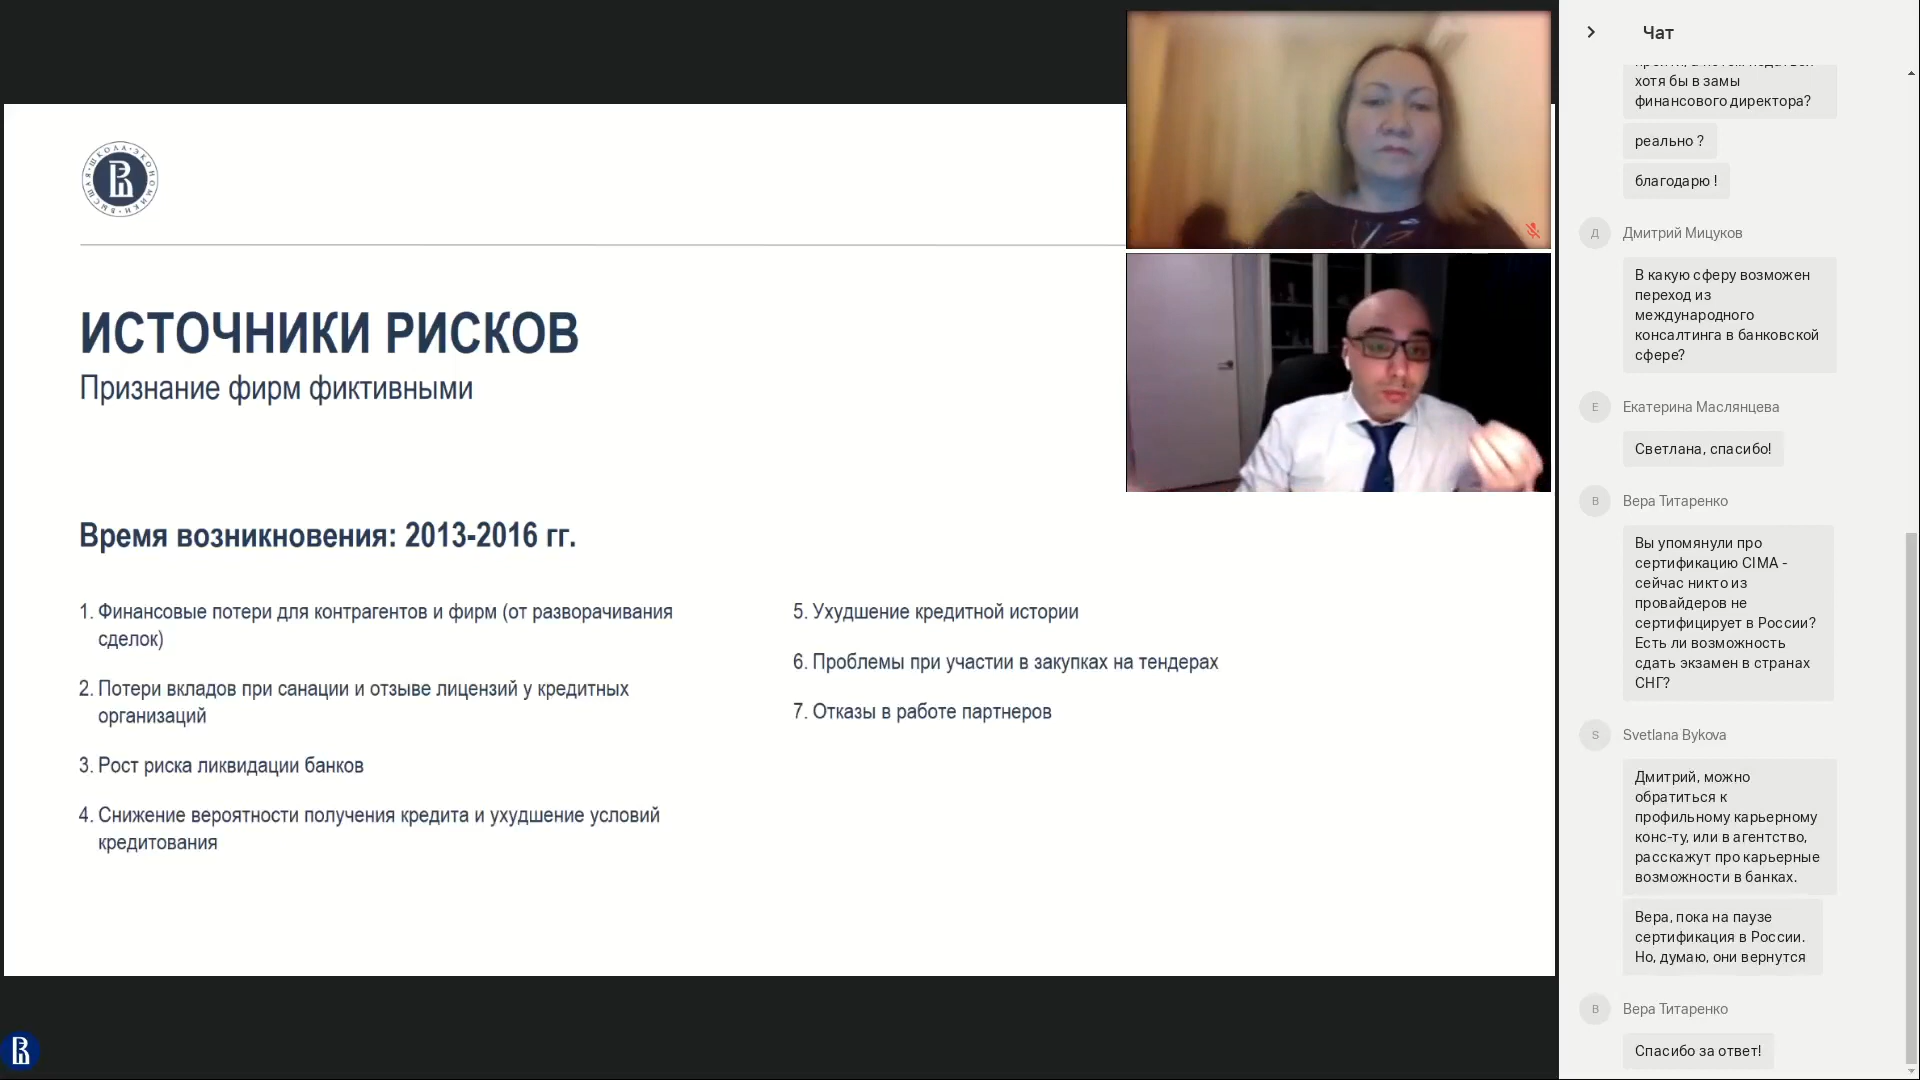 ВЫСШАЯ ШКОЛА ЭКОНОМИКИ
ИСТОЧНИКИ РИСКОВ
Признание фирм фиктивными
Время возникновения: 2013-2016 гг.
1. Финансовые потери для контрагентов и фирм (от разворачивания
сделок)
2. Потери вкладов при санации и отзыве лицензий у кредитных
организаций
3. Рост риска ликвидации банков
4. Снижение вероятности получения кредита и ухудшение условий
кредитования
5. Ухудшение кредитной истории
6. Проблемы при участии в закупках на тендерах
7. Отказы в работе партнеров
Чат
хотя бы в замы
финансового директора?
реально ?
благодарю !
Д
Дмитрий Мицуков
В какую сферу возможен
переход из
международного
консалтинга в банковской
сфере?
Е
Екатерина Маслянцева
Светлана, спасибо!
В
Вера Титаренко
Вы упомянули про
сертификацию CIMA -
сейчас никто из
провайдеров не
сертифицирует в России?
Есть ли возможность
сдать экзамен в странах
СНГ?
S
Svetlana Bykova
Дмитрий, можно
обратиться к
профильному карьерному
конс-ту, или в агентство,
расскажут про карьерные
возможности в банках.
Вера, пока на паузе
сертификация в России.
Но, думаю, они вернутся
В
Вера Титаренко
Спасибо за ответ!